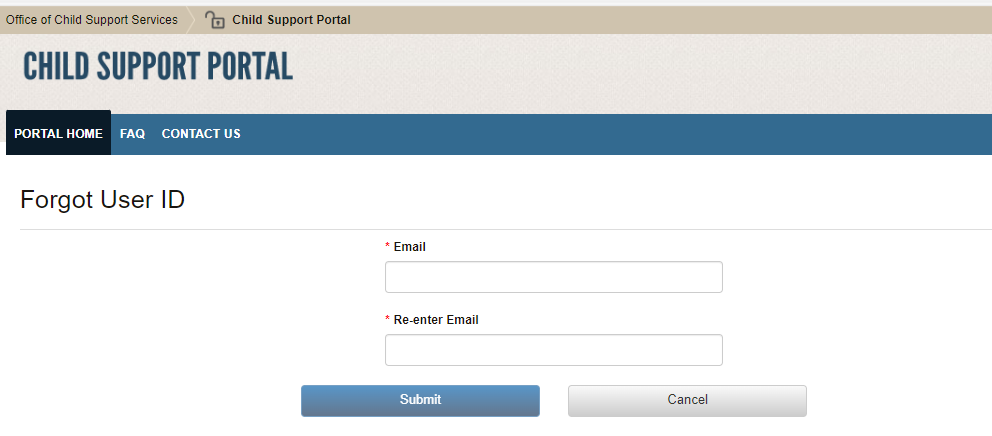 Office of Child Support Services Child Support Portal
CHILD SUPPORT PORTAL
PORTAL HOME FAQ CONTACT US
Forgot User ID
* Email
* Re-enter Email
Submit Cancel